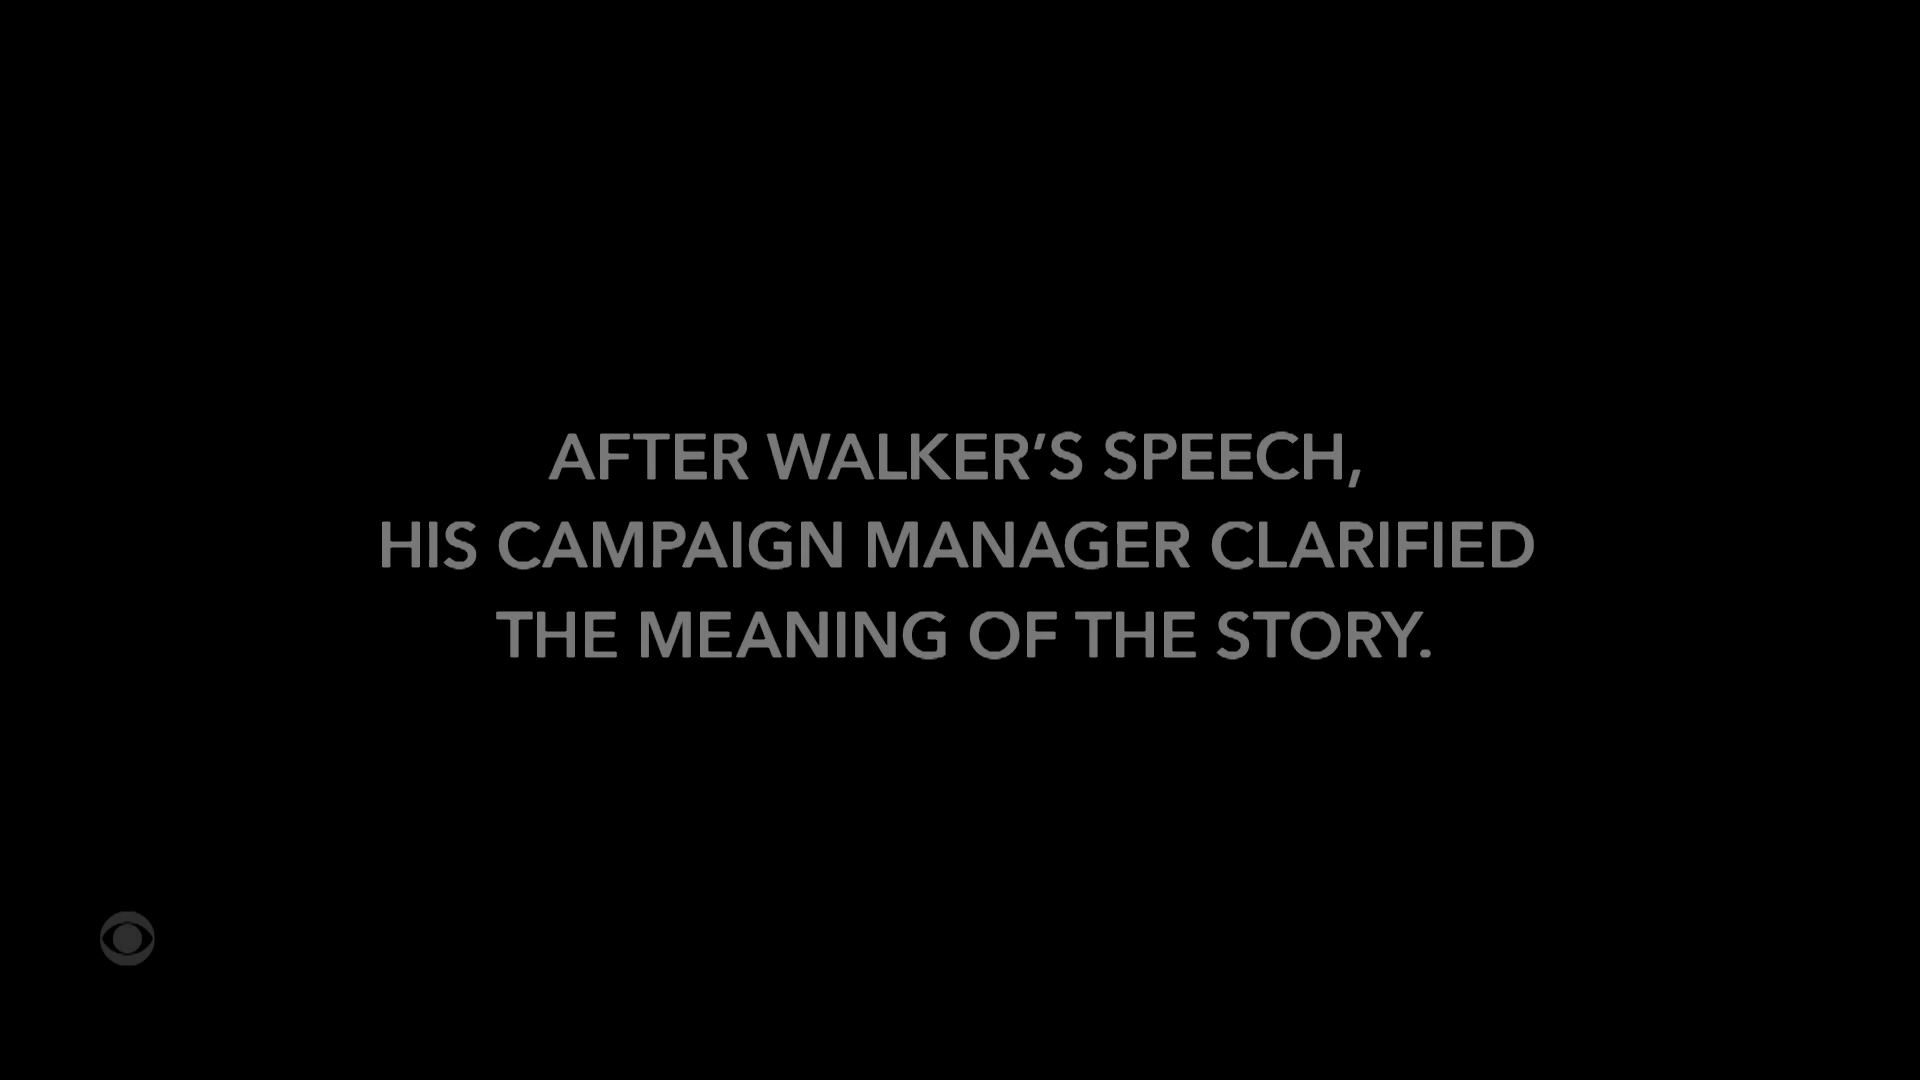 AFTER WALKER’S SPEECH,
HIS CAMPAIGN MANAGER CLARIFIED
THE MEANING OF THE STORY.